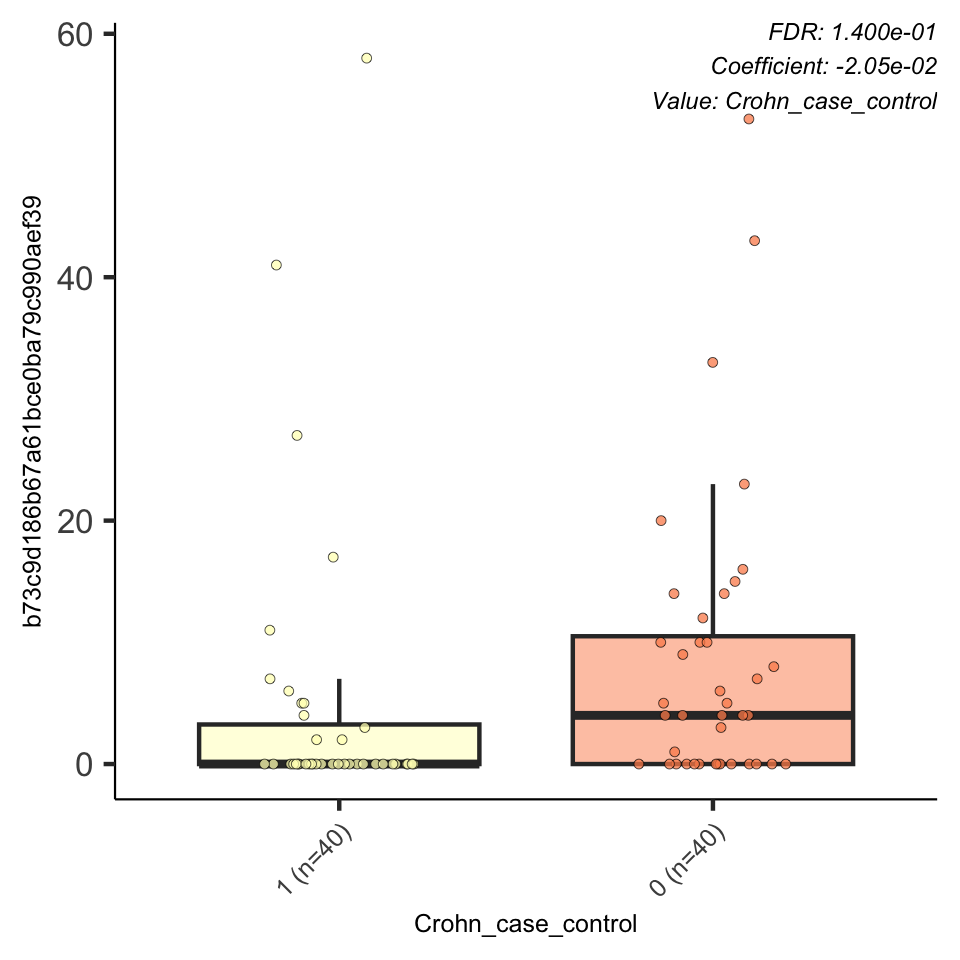 FDR: 1.400e-01
Coefficient: -2.05e-02
Value: Crohn_case_control
60
40
20
0
b73c9d186b67a61bce0ba79c990aef39
1 (n=40)
0 (n=40)
Crohn_case_control